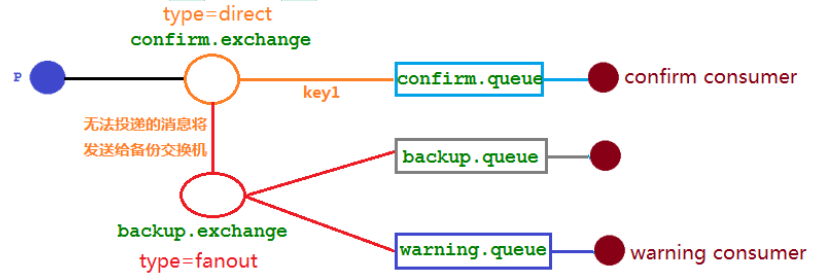 type=direct
confirm.exchange
P
key1
confirm.queue
confirm consumer
无法投递的消息将
发送给备份交换机
backup.queue
backup.exchange
type=fanout
warning.queue
warning consumer